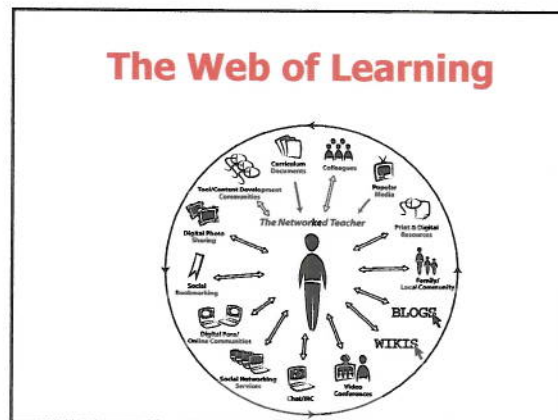 The Web of Learning
Curriculum
Documents
Colleagues
Popular
Media
Tool/Content Development
Communities
The Networked Teacher
Print & Digital
Resources
Digital Photo
Sharing
Family/
Local Community
Social
Bookmarking
BLOGS
Digital Fora/
Online Communities
WIKIS
Social Networking
Services
Chat/IRC
Video
Conferences